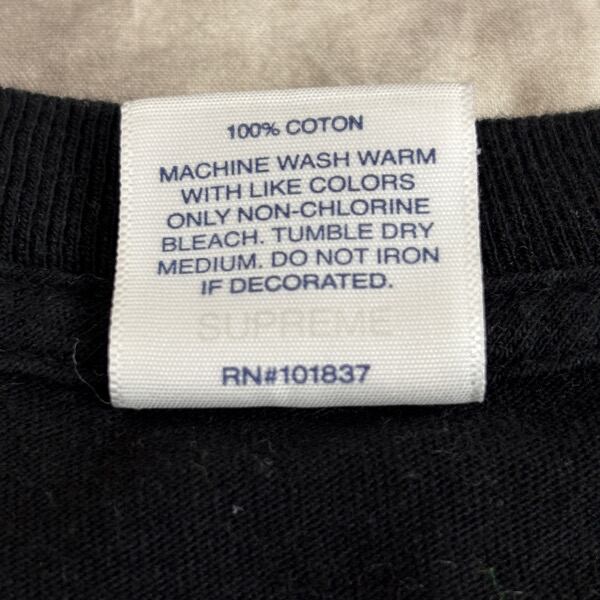 100% COTON
MACHINE WASH WARM
WITH LIKE COLORS
ONLY NON-CHLORINE
BLEACH. TUMBLE DRY
MEDIUM. DO NOT IRON
IF DECORATED.
SUPREME
RN#101837